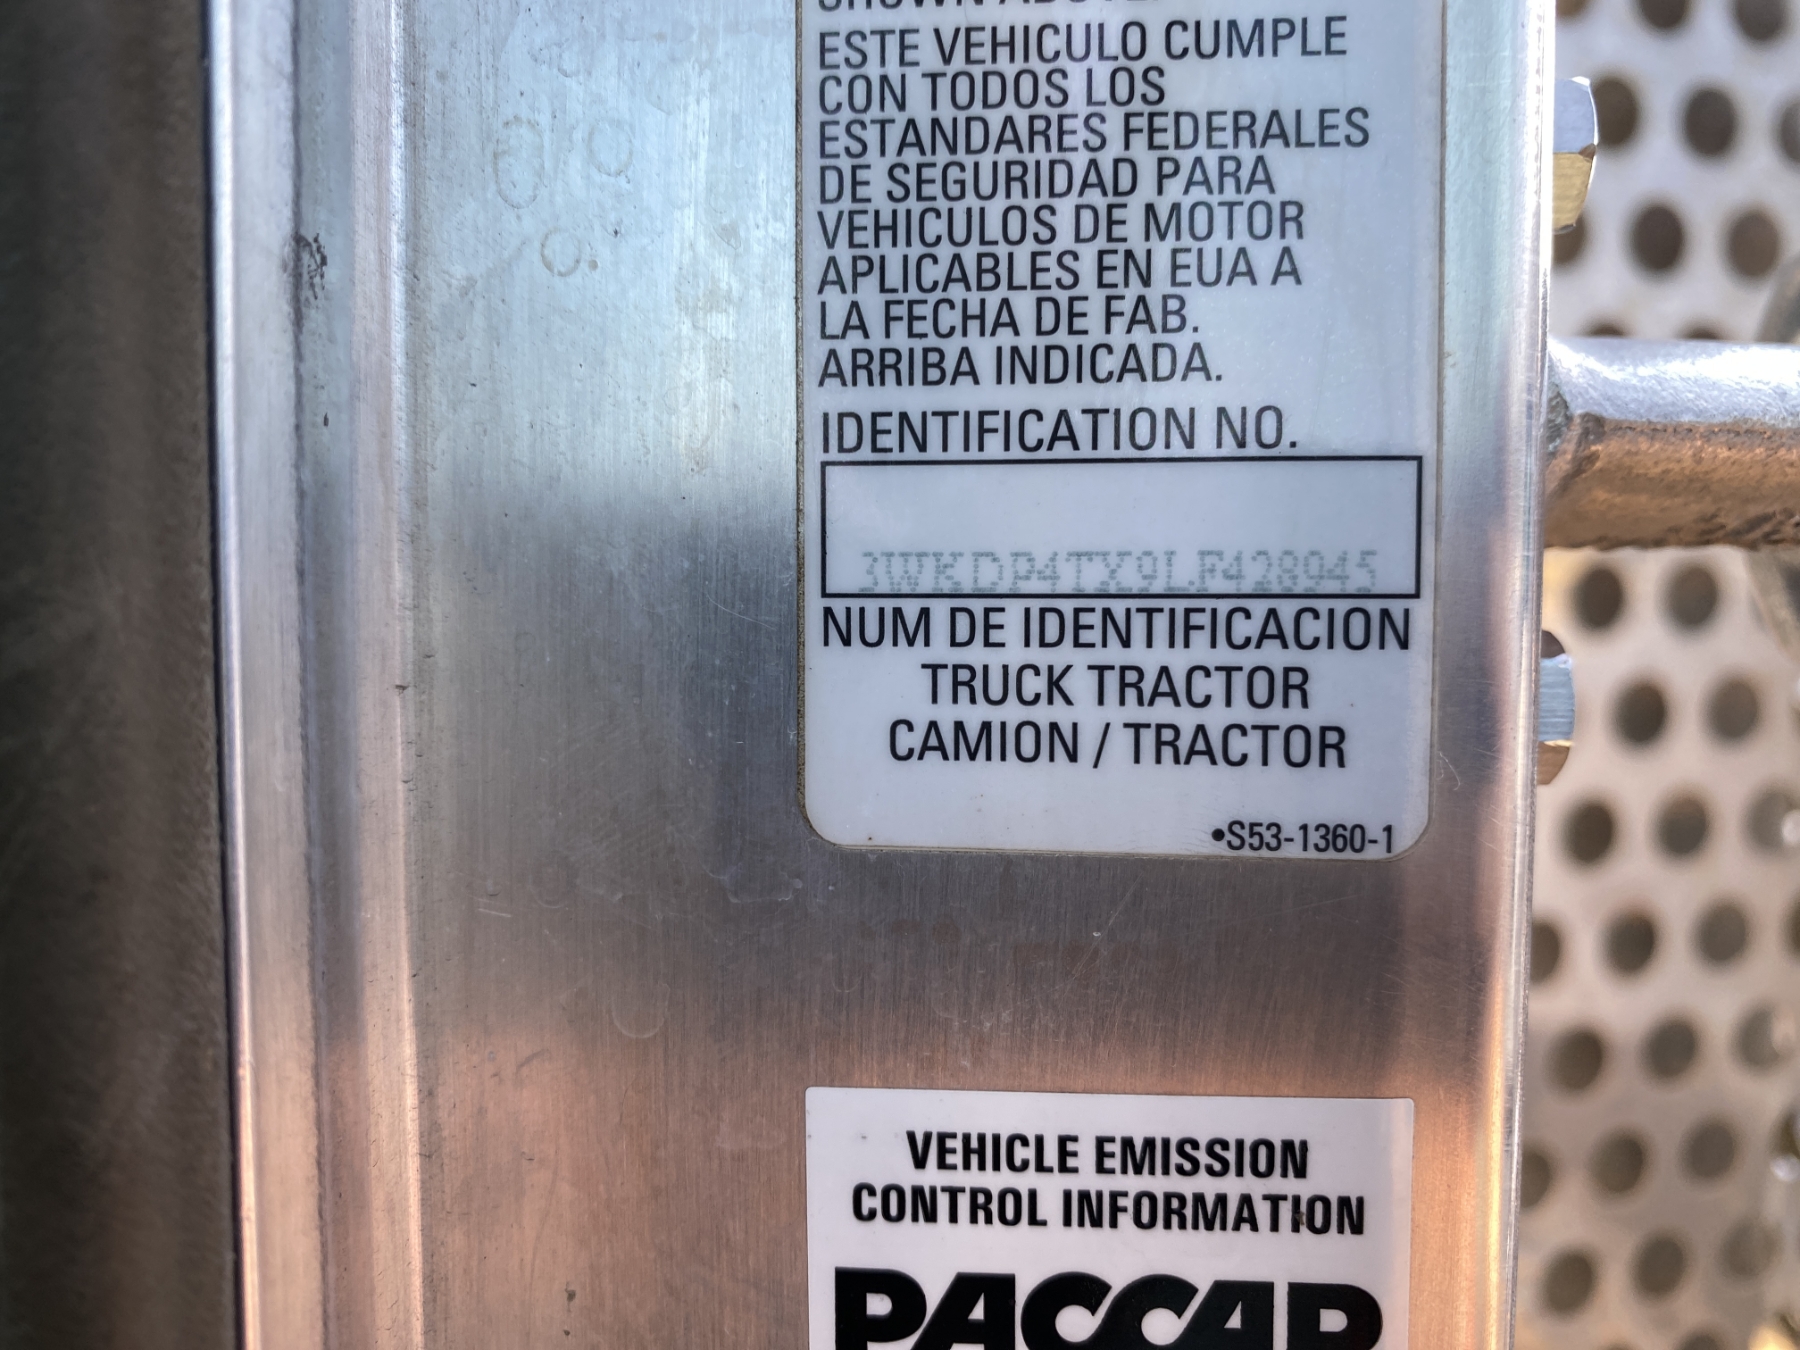 SHOWN ABOVE.
ESTE VEHICULO CUMPLE
CON TODOS LOS
ESTANDARES FEDERALES
DE SEGURIDAD PARA
VEHICULOS DE MOTOR
APLICABLES EN EUA A
LA FECHA DE FAB.
ARRIBA INDICADA.
IDENTIFICATION NO.
3WKDP4TX9LF428945
NUM DE IDENTIFICACION
TRUCK TRACTOR
CAMION / TRACTOR
•S53-1360-1
VEHICLE EMISSION
CONTROL INFORMATION
PACCAR